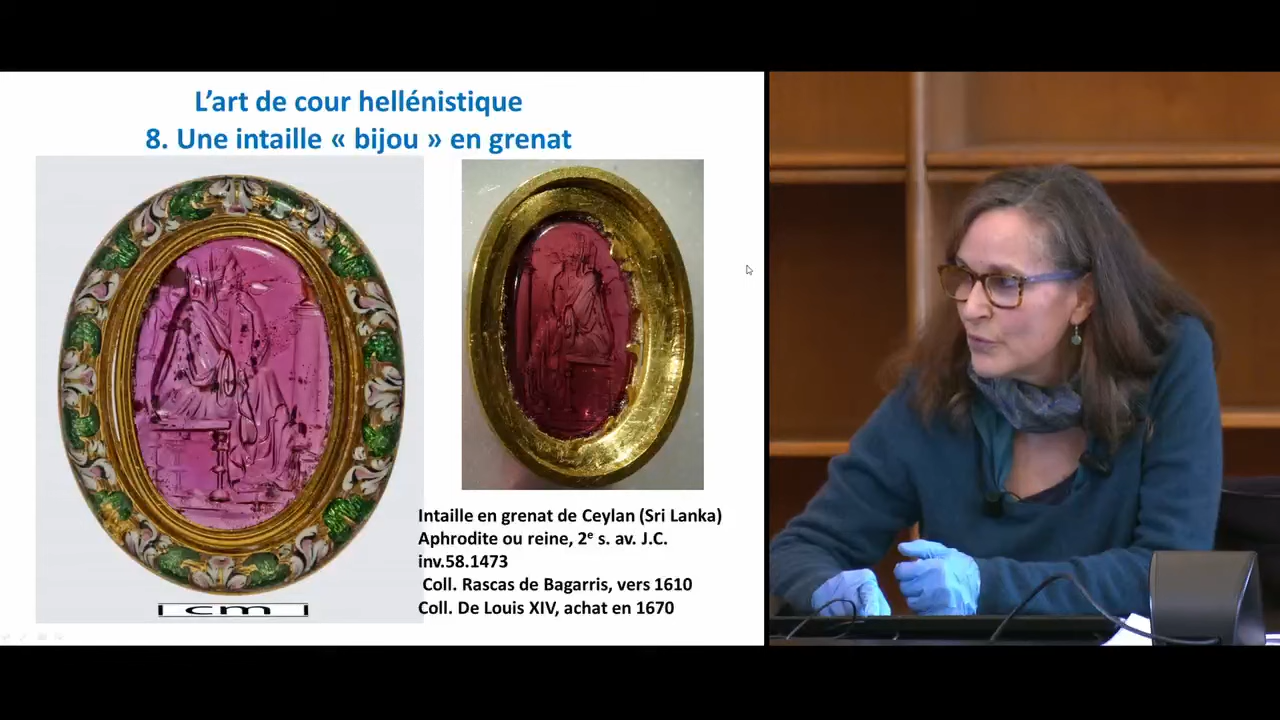 L’art de cour hellénistique
8. Une intaille « bijou » en grenat
Intaille en grenat de Ceylan (Sri Lanka)
Aphrodite ou reine, 2e s. av. J.C.
inv.58.1473
Coll. Rascas de Bagarris, vers 1610
Coll. De Louis XIV, achat en 1670
cm